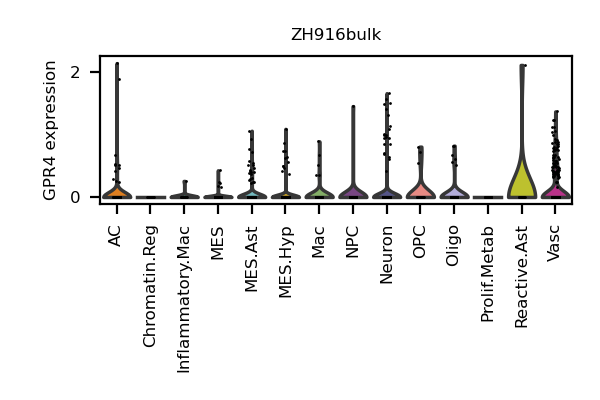 ZH916bulk
GPR4 expression
2
0
AC
Chromatin.Reg
Inflammatory.Mac
MES
MES.Ast
MES.Hyp
Mac
NPC
Neuron
OPC
Oligo
Prolif.Metab
Reactive.Ast
Vasc